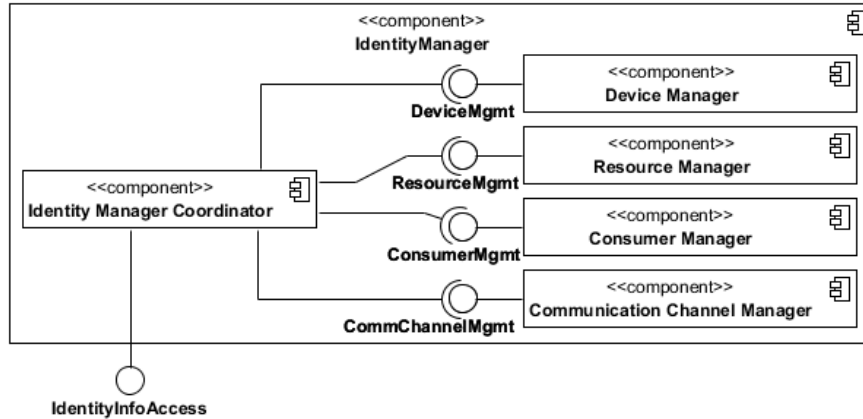 <<component>>
IdentityManager
<<component>>
Device Manager
DeviceMgmt
<<component>>
Resource Manager
ResourceMgmt
<<component>>
Identity Manager Coordinator
<<component>>
Consumer Manager
ConsumerMgmt
<<component>>
Communication Channel Manager
CommChannelMgmt
IdentityInfoAccess